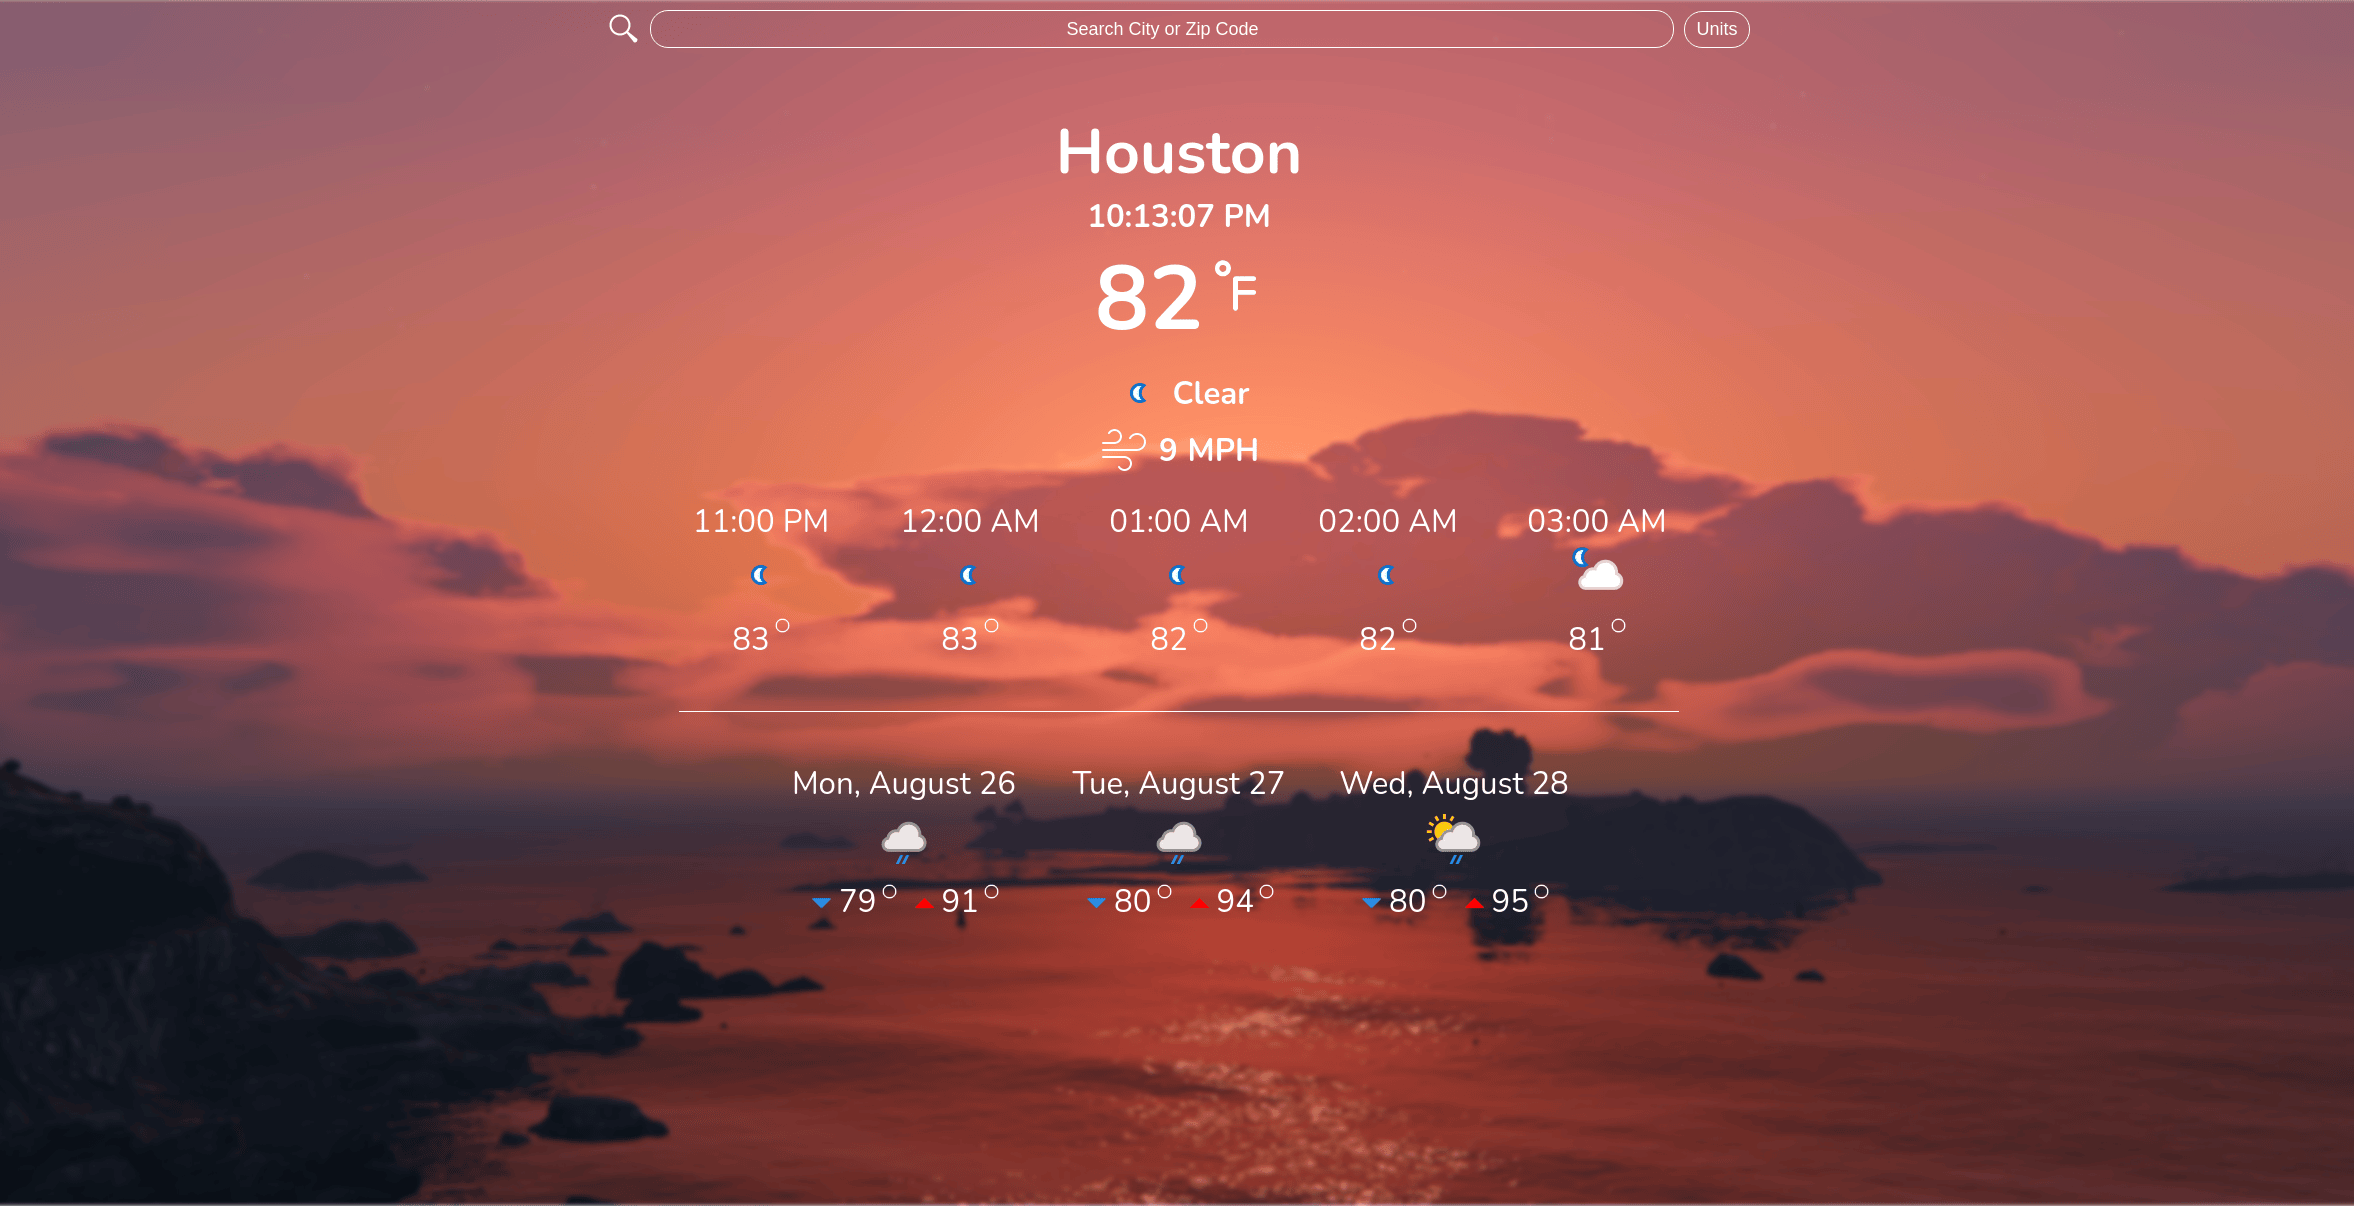 Search City or Zip Code Units
Houston
10:13:07 PM
82 °F
Clear
9 MPH
11:00 PM 12:00 AM 01:00 AM 02:00 AM 03:00 AM
83° 83° 82° 82° 81°
Mon, August 26 Tue, August 27 Wed, August 28
79° 91° 80° 94° 80° 95°